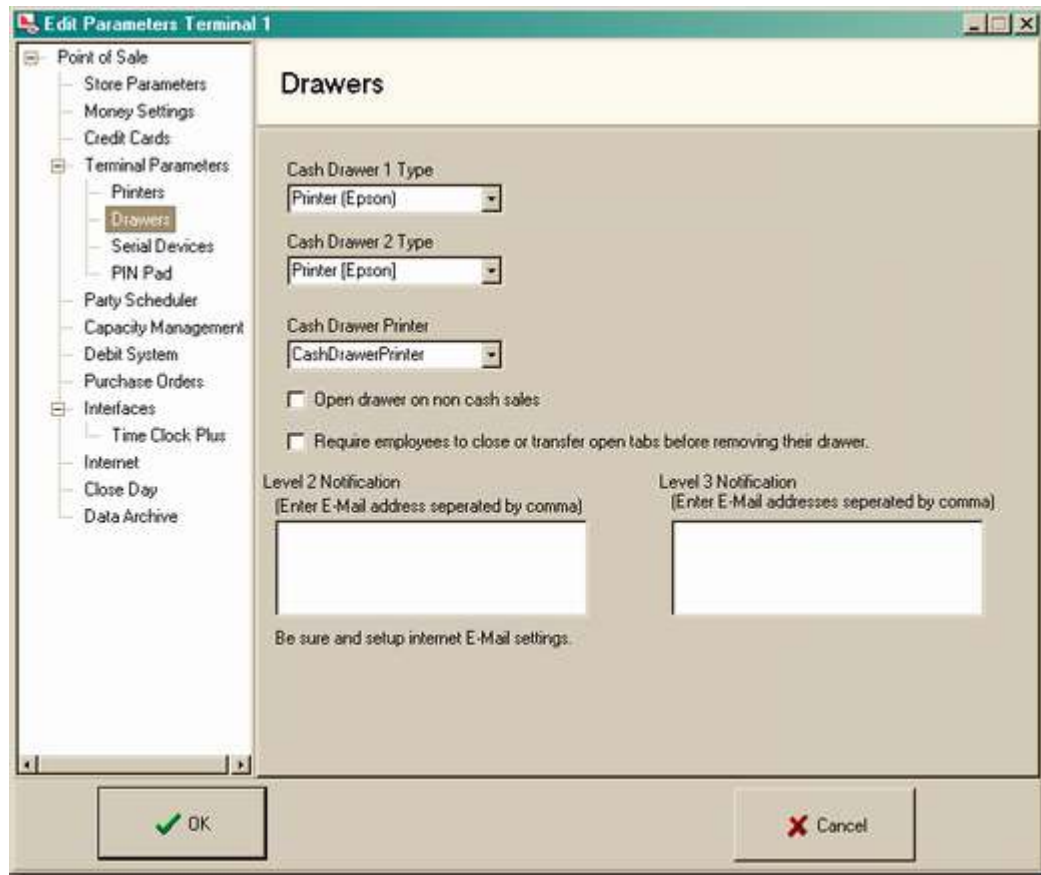 Edit Parameters Terminal 1
Point of Sale
Store Parameters
Money Settings
Credit Cards
Terminal Parameters
Printers
Drawers
Serial Devices
PIN Pad
Party Scheduler
Capacity Management
Debit System
Purchase Orders
Interfaces
Time Clock Plus
Internet
Close Day
Data Archive
Drawers
Cash Drawer 1 Type
Printer (Epson)
Cash Drawer 2 Type
Printer (Epson)
Cash Drawer Printer
CashDrawerPrinter
Open drawer on non cash sales
Require employees to close or transfer open tabs before removing their drawer.
Level 2 Notification
(Enter E-Mail address seperated by comma)
Level 3 Notification
(Enter E-Mail addresses seperated by comma)
Be sure and setup internet E-Mail settings.
OK
Cancel